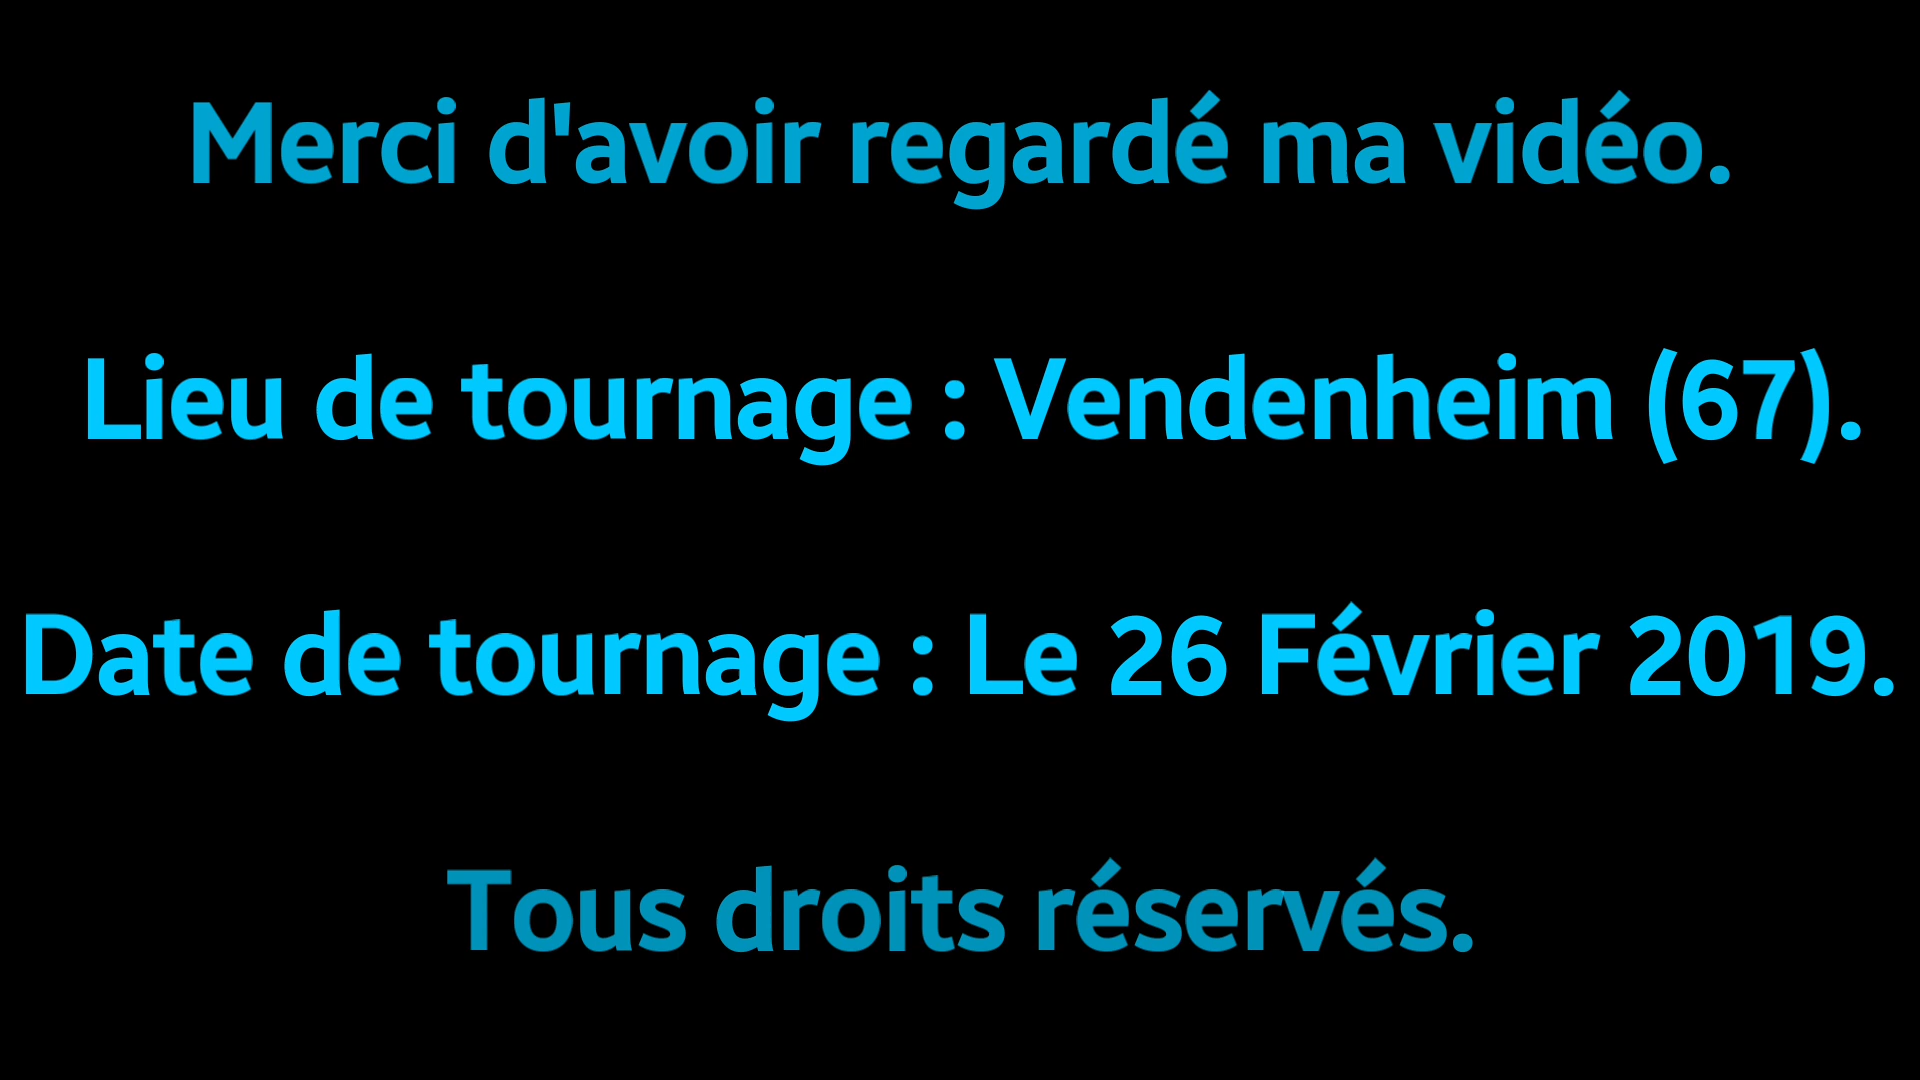 Merci d'avoir regardé ma vidéo.
Lieu de tournage : Vendenheim (67).
Date de tournage : Le 26 Février 2019.
Tous droits réservés.